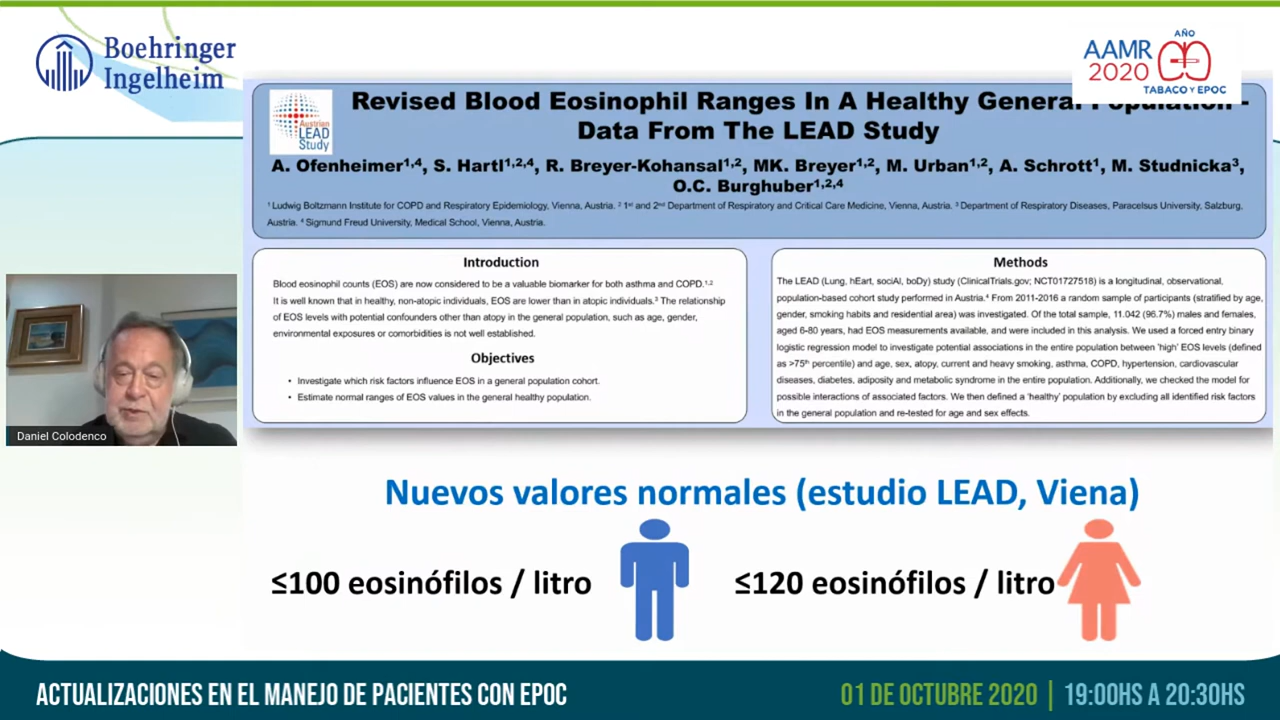 Boehringer
Ingelheim
AÑO
AAMR
2020
TABACO Y EPOC
Austrian
LEAD
Study
Revised Blood Eosinophil Ranges In A Healthy General Population -
Data From The LEAD Study
A. Ofenheimer¹,⁴, S. Hartl¹,²,⁴, R. Breyer-Kohansal¹,², MK. Breyer¹,², M. Urban¹,², A. Schrott¹, M. Studnicka³,
O.C. Burghuber¹,²,⁴
¹ Ludwig Boltzmann Institute for COPD and Respiratory Epidemiology, Vienna, Austria. ² 1ˢᵗ and 2ⁿᵈ Department of Respiratory and Critical Care Medicine, Vienna, Austria. ³ Department of Respiratory Diseases, Paracelsus University, Salzburg,
Austria. ⁴ Sigmund Freud University, Medical School, Vienna, Austria.
Introduction
Blood eosinophil counts (EOS) are now considered to be a valuable biomarker for both asthma and COPD.¹,²
It is well known that in healthy, non-atopic individuals, EOS are lower than in atopic individuals.³ The relationship
of EOS levels with potential confounders other than atopy in the general population, such as age, gender,
environmental exposures or comorbidities is not well established.
Objectives
• Investigate which risk factors influence EOS in a general population cohort.
• Estimate normal ranges of EOS values in the general healthy population.
Methods
The LEAD (Lung, hEart, sociAl, boDy) study (ClinicalTrials.gov; NCT01727518) is a longitudinal, observational,
population-based cohort study performed in Austria.⁴ From 2011-2016 a random sample of participants (stratified by age,
gender, smoking habits and residential area) was investigated. Of the total sample, 11.042 (96.7%) males and females,
aged 6-80 years, had EOS measurements available, and were included in this analysis. We used a forced entry binary
logistic regression model to investigate potential associations in the entire population between 'high' EOS levels (defined
as >75ᵗʰ percentile) and age, sex, atopy, current and heavy smoking, asthma, COPD, hypertension, cardiovascular
diseases, diabetes, adiposity and metabolic syndrome in the entire population. Additionally, we checked the model for
possible interactions of associated factors. We then defined a 'healthy' population by excluding all identified risk factors
in the general population and re-tested for age and sex effects.
Daniel Colodenco
Nuevos valores normales (estudio LEAD, Viena)
≤100 eosinófilos / litro
≤120 eosinófilos / litro
ACTUALIZACIONES EN EL MANEJO DE PACIENTES CON EPOC
01 DE OCTUBRE 2020 | 19:00HS A 20:30HS